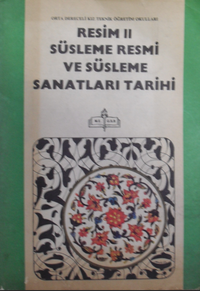 ORTA DERECELİ KIZ TEKNİK ÖĞRETİM OKULLARI
RESİM II
SÜSLEME RESMİ
VE SÜSLEME
SANATLARI TARİHİ